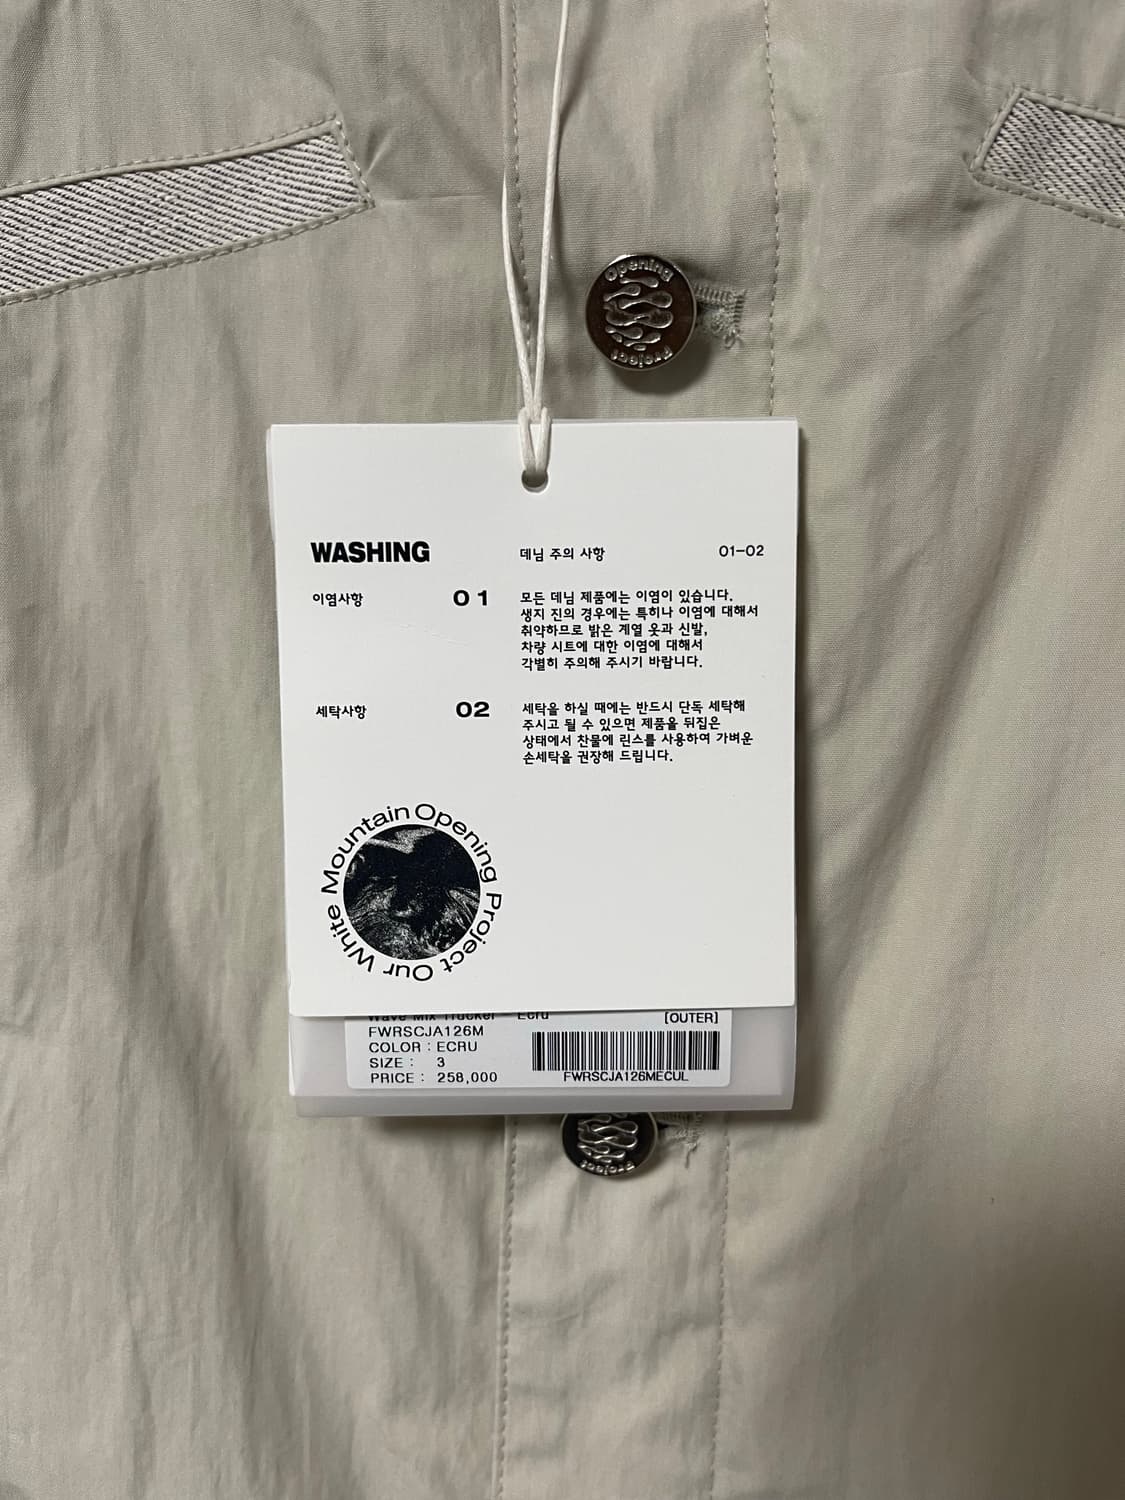 Opening
Project
WASHING
데님 주의 사항
01-02
이염사항
01
모든 데님 제품에는 이염이 있습니다.
생지 진의 경우에는 특히나 이염에 대해서
취약하므로 밝은 계열 옷과 신발,
차량 시트에 대한 이염에 대해서
각별히 주의해 주시기 바랍니다.
세탁사항
02
세탁을 하실 때에는 반드시 단독 세탁해
주시고 될 수 있으면 제품을 뒤집은
상태에서 찬물에 린스를 사용하여 가벼운
손세탁을 권장해 드립니다.
Mountain Opening Project Our White
Wave Mix Trucker - Ecru
[OUTER]
FWRSCJA126M
COLOR : ECRU
SIZE : 3
PRICE : 258,000
FWRSCJA126MECUL
Project